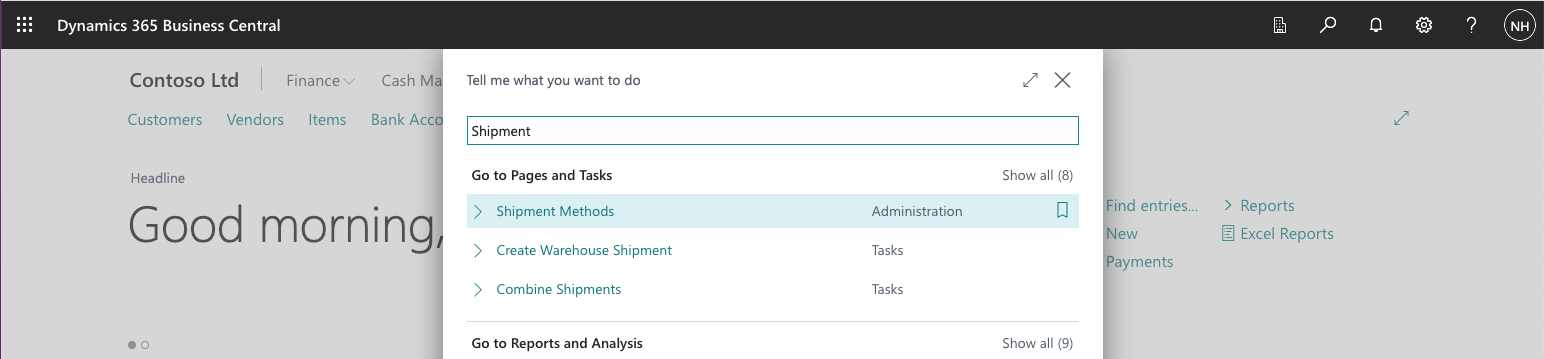 Dynamics 365 Business Central
NH
Contoso Ltd
Finance
Cash Ma
Customers
Vendors
Items
Bank Acco
Headline
Good morning,
Tell me what you want to do
Shipment
Go to Pages and Tasks
Show all (8)
Shipment Methods
Administration
Create Warehouse Shipment
Tasks
Combine Shipments
Tasks
Go to Reports and Analysis
Show all (9)
Find entries...
New
Payments
Reports
Excel Reports